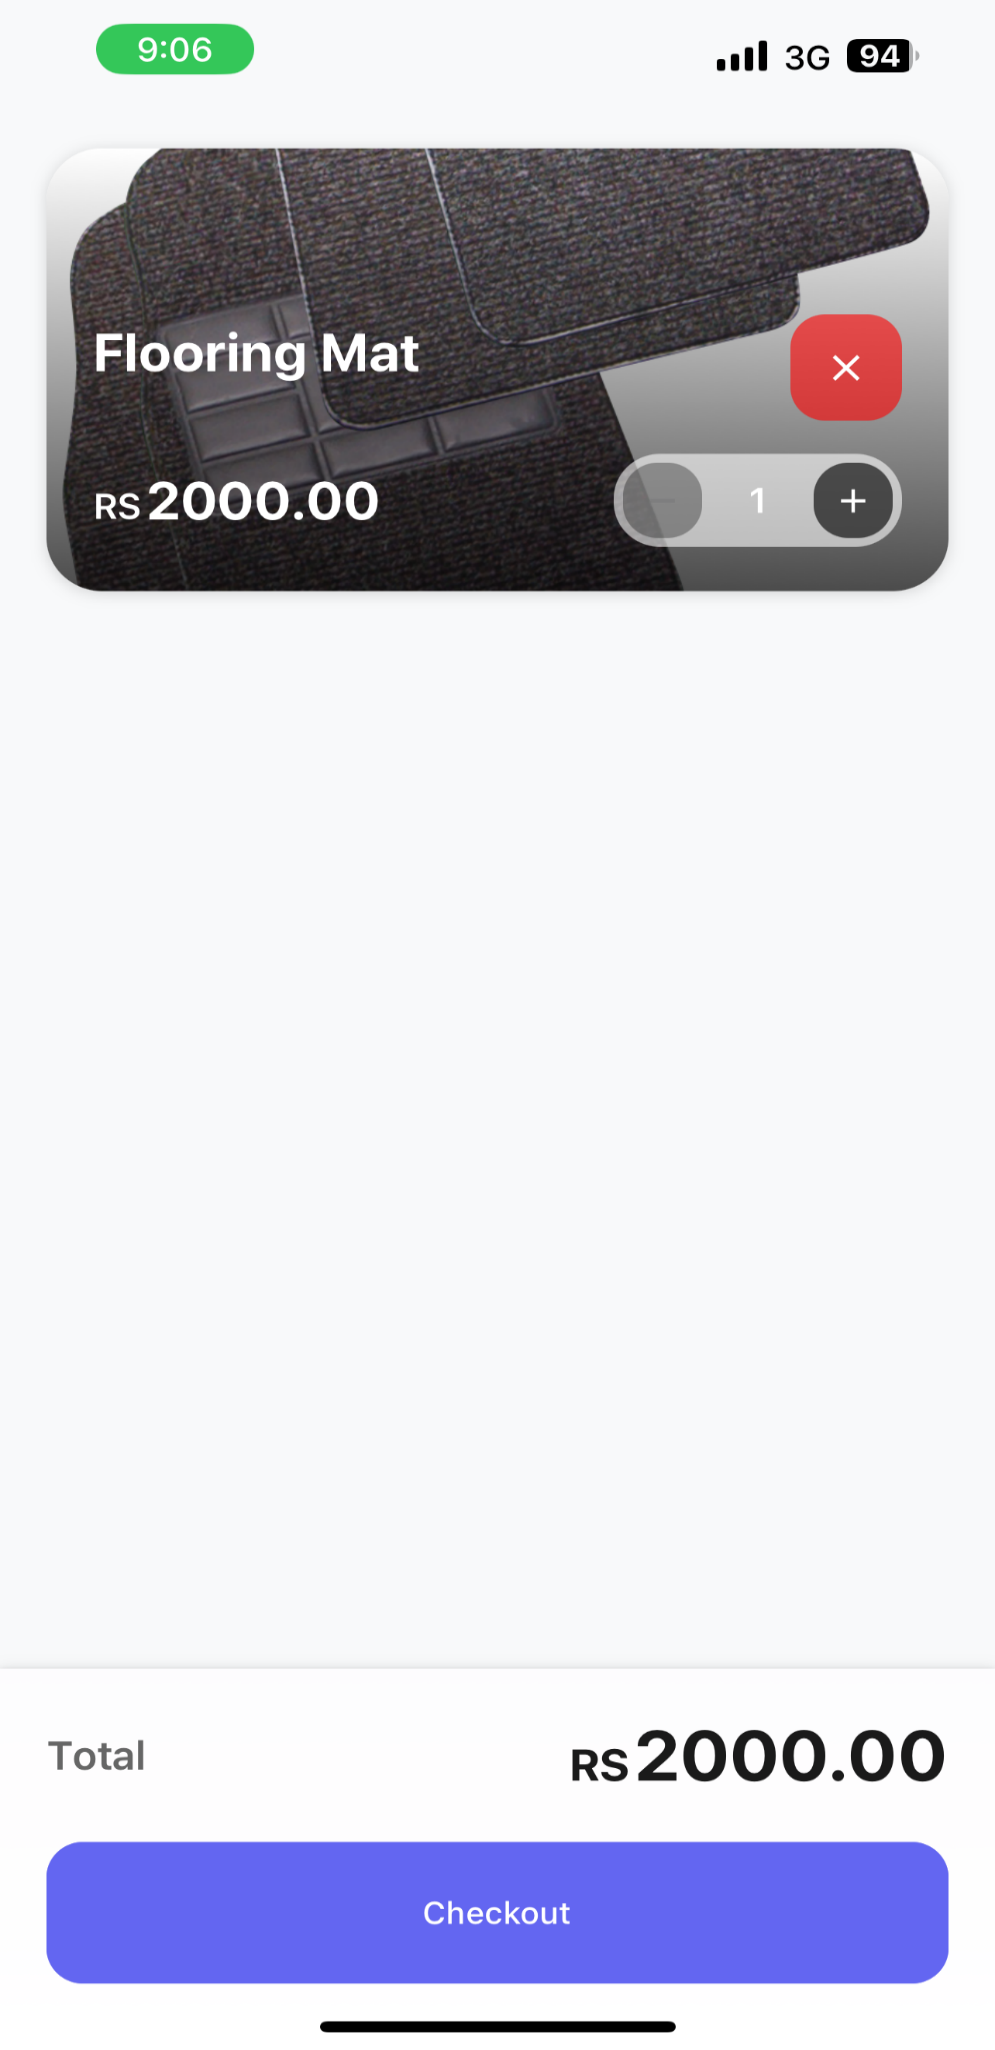 9:06 3G 94
Flooring Mat
RS 2000.00 1
Total RS 2000.00
Checkout